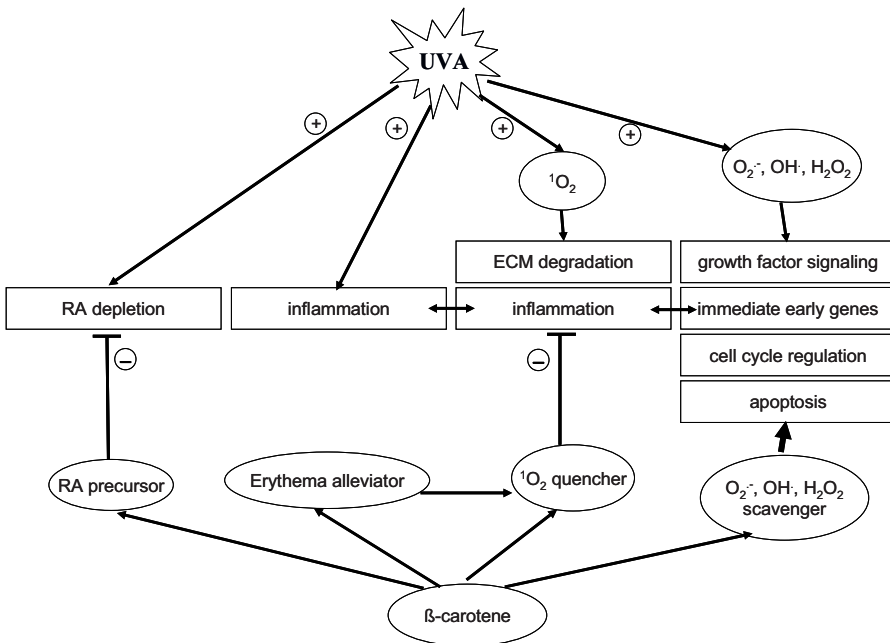 UVA
+
+
+
+
¹O₂
O₂·⁻, OH·, H₂O₂
ECM degradation
growth factor signaling
RA depletion
inflammation
inflammation
immediate early genes
cell cycle regulation
apoptosis
−
−
RA precursor
Erythema alleviator
¹O₂ quencher
O₂·⁻, OH·, H₂O₂
scavenger
ß-carotene